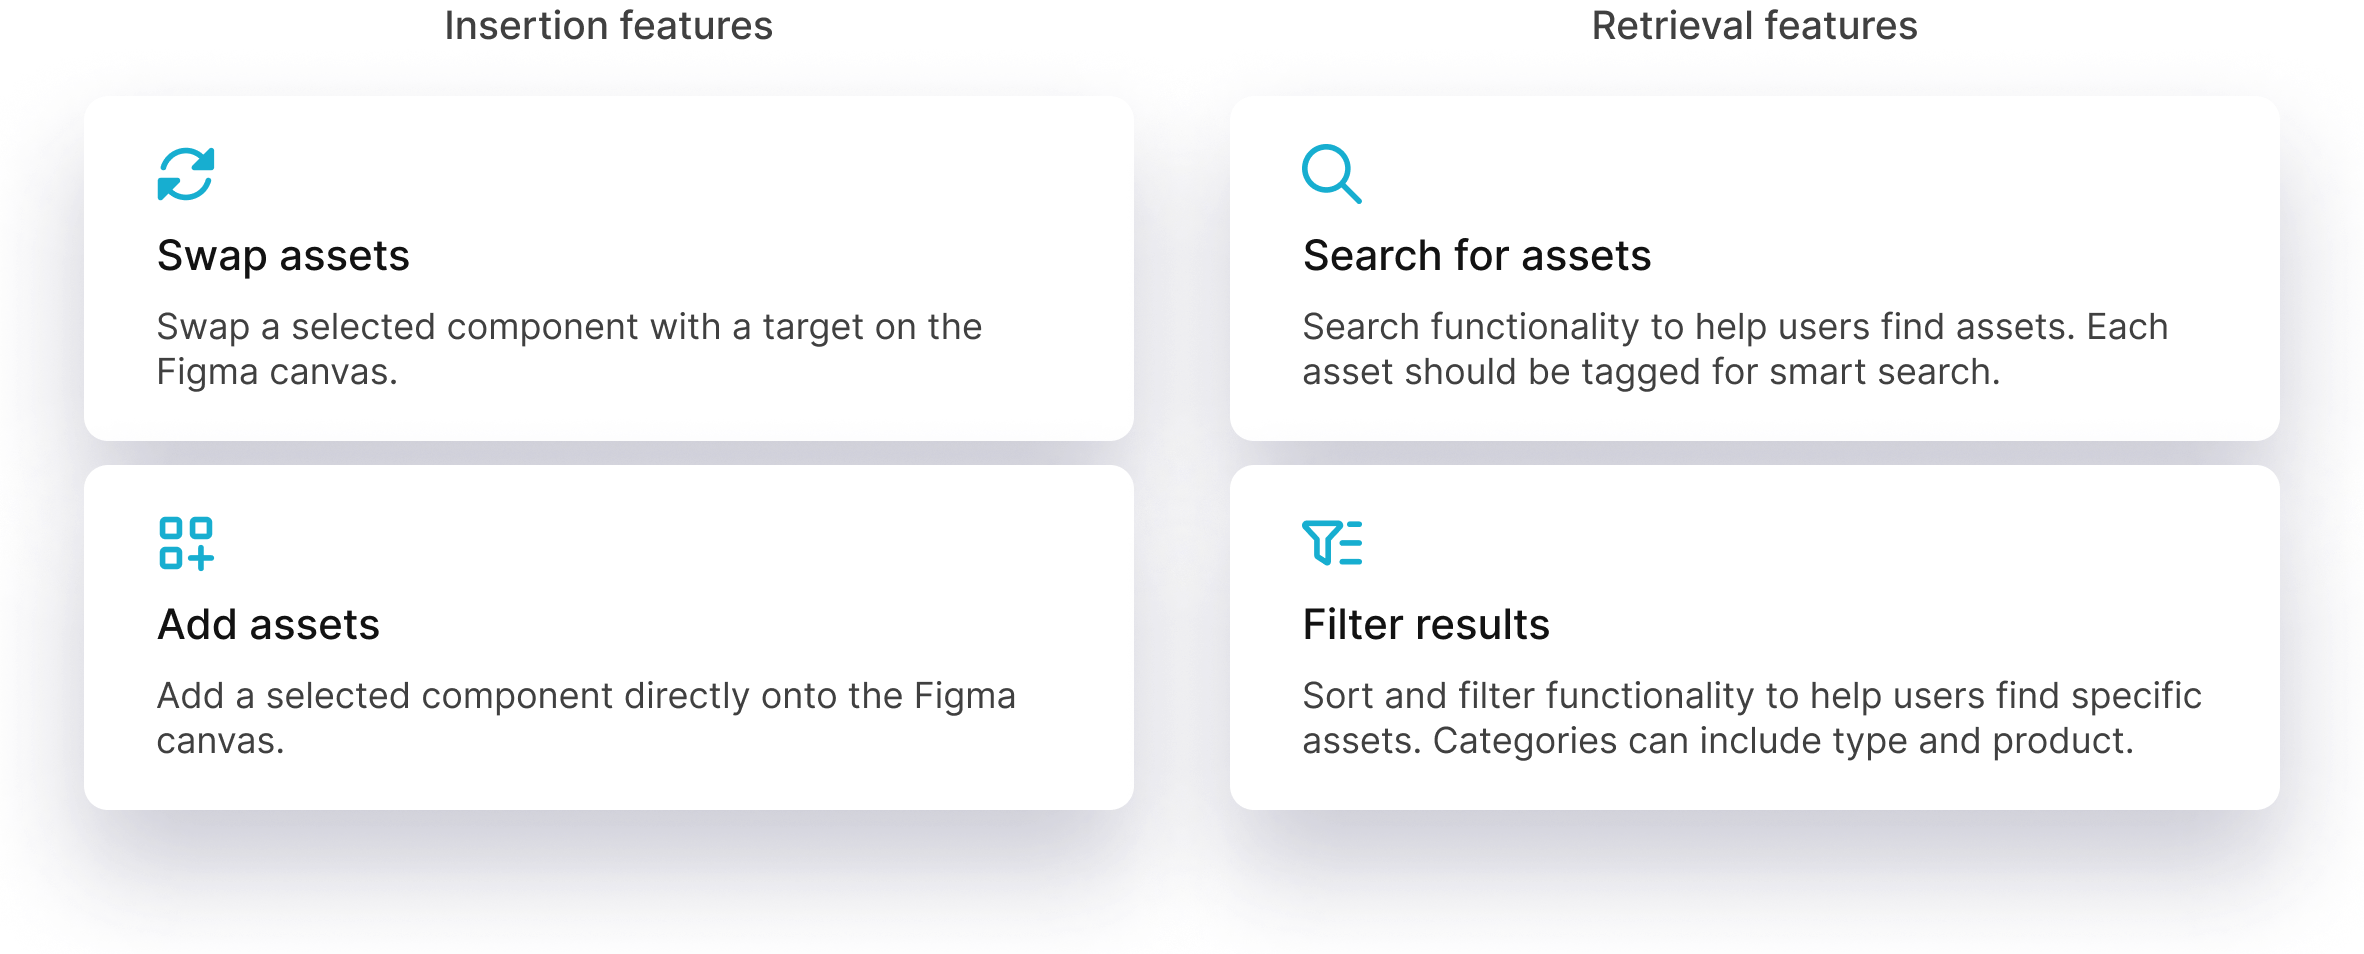 Insertion features
Swap assets
Swap a selected component with a target on the
Figma canvas.
Add assets
Add a selected component directly onto the Figma
canvas.
Retrieval features
Search for assets
Search functionality to help users find assets. Each
asset should be tagged for smart search.
Filter results
Sort and filter functionality to help users find specific
assets. Categories can include type and product.